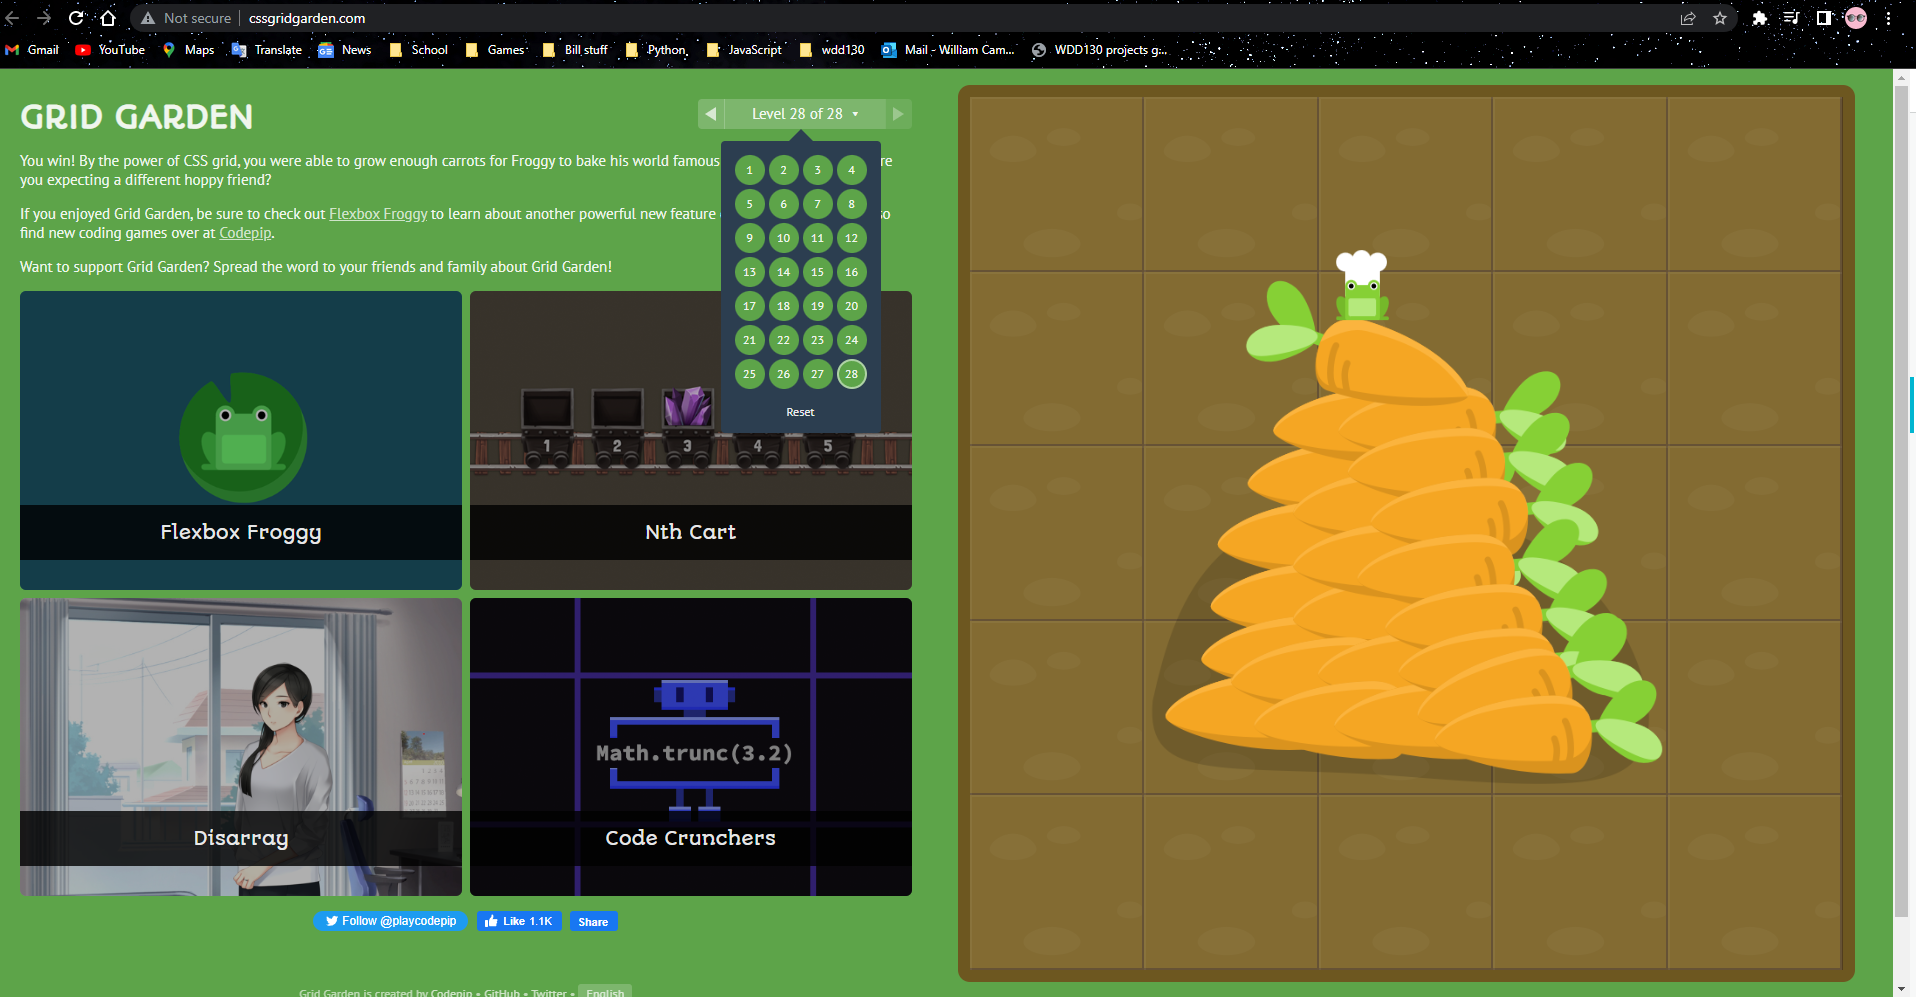 Not secure cssgridgarden.com
Gmail YouTube Maps Translate News School Games Bill stuff Python JavaScript wdd130 Mail - William Cam... WDD130 projects g...
GRID GARDEN
Level 28 of 28
You win! By the power of CSS grid, you were able to grow enough carrots for Froggy to bake his world famous re
you expecting a different hoppy friend?
If you enjoyed Grid Garden, be sure to check out Flexbox Froggy to learn about another powerful new feature so
find new coding games over at Codepip.
Want to support Grid Garden? Spread the word to your friends and family about Grid Garden!
1 2 3 4
5 6 7 8
9 10 11 12
13 14 15 16
17 18 19 20
21 22 23 24
25 26 27 28
Reset
1 2 3 4 5
Flexbox Froggy
Nth Cart
Math.trunc(3.2)
Disarray
Code Crunchers
Follow @playcodepip Like 1.1K Share
Grid Garden is created by Codepip • GitHub • Twitter • English